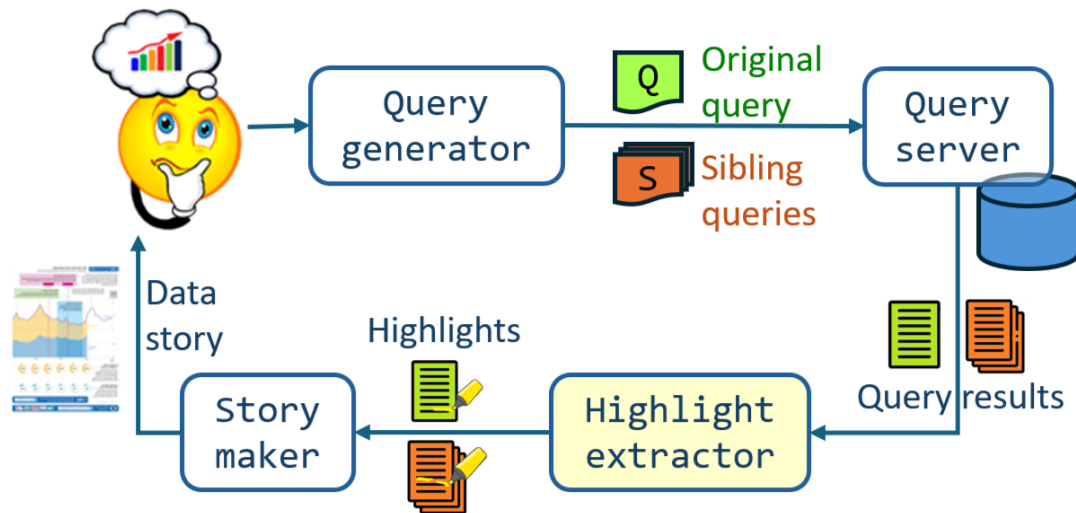 Query
generator
Q
Original
query
S
Sibling
queries
Query
server
Query results
Highlight
extractor
Highlights
Story
maker
Data
story